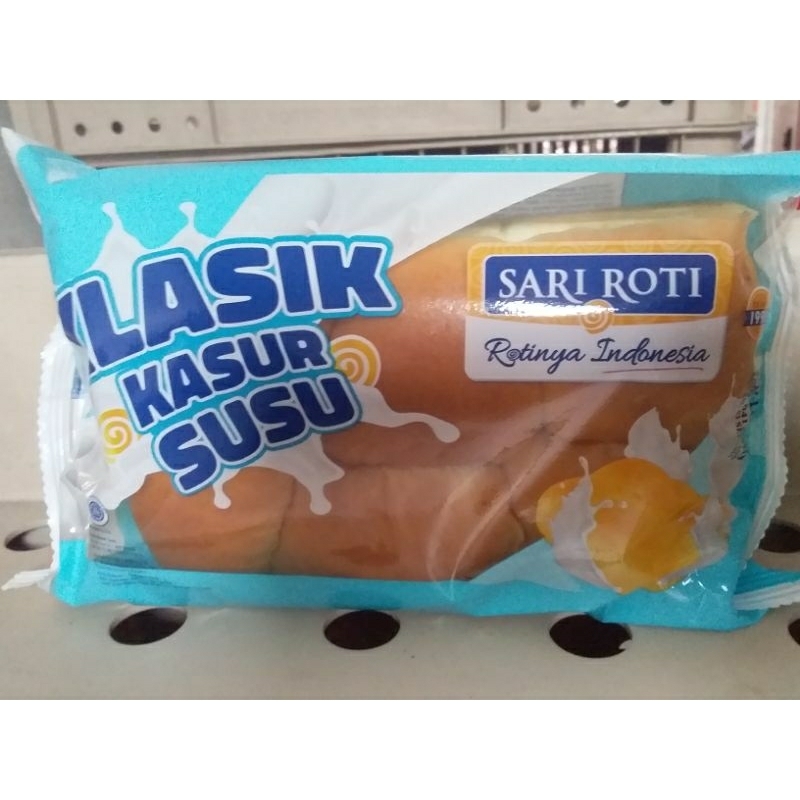 KLASIK
KASUR
SUSU
SARI ROTI
Rotinya Indonesia